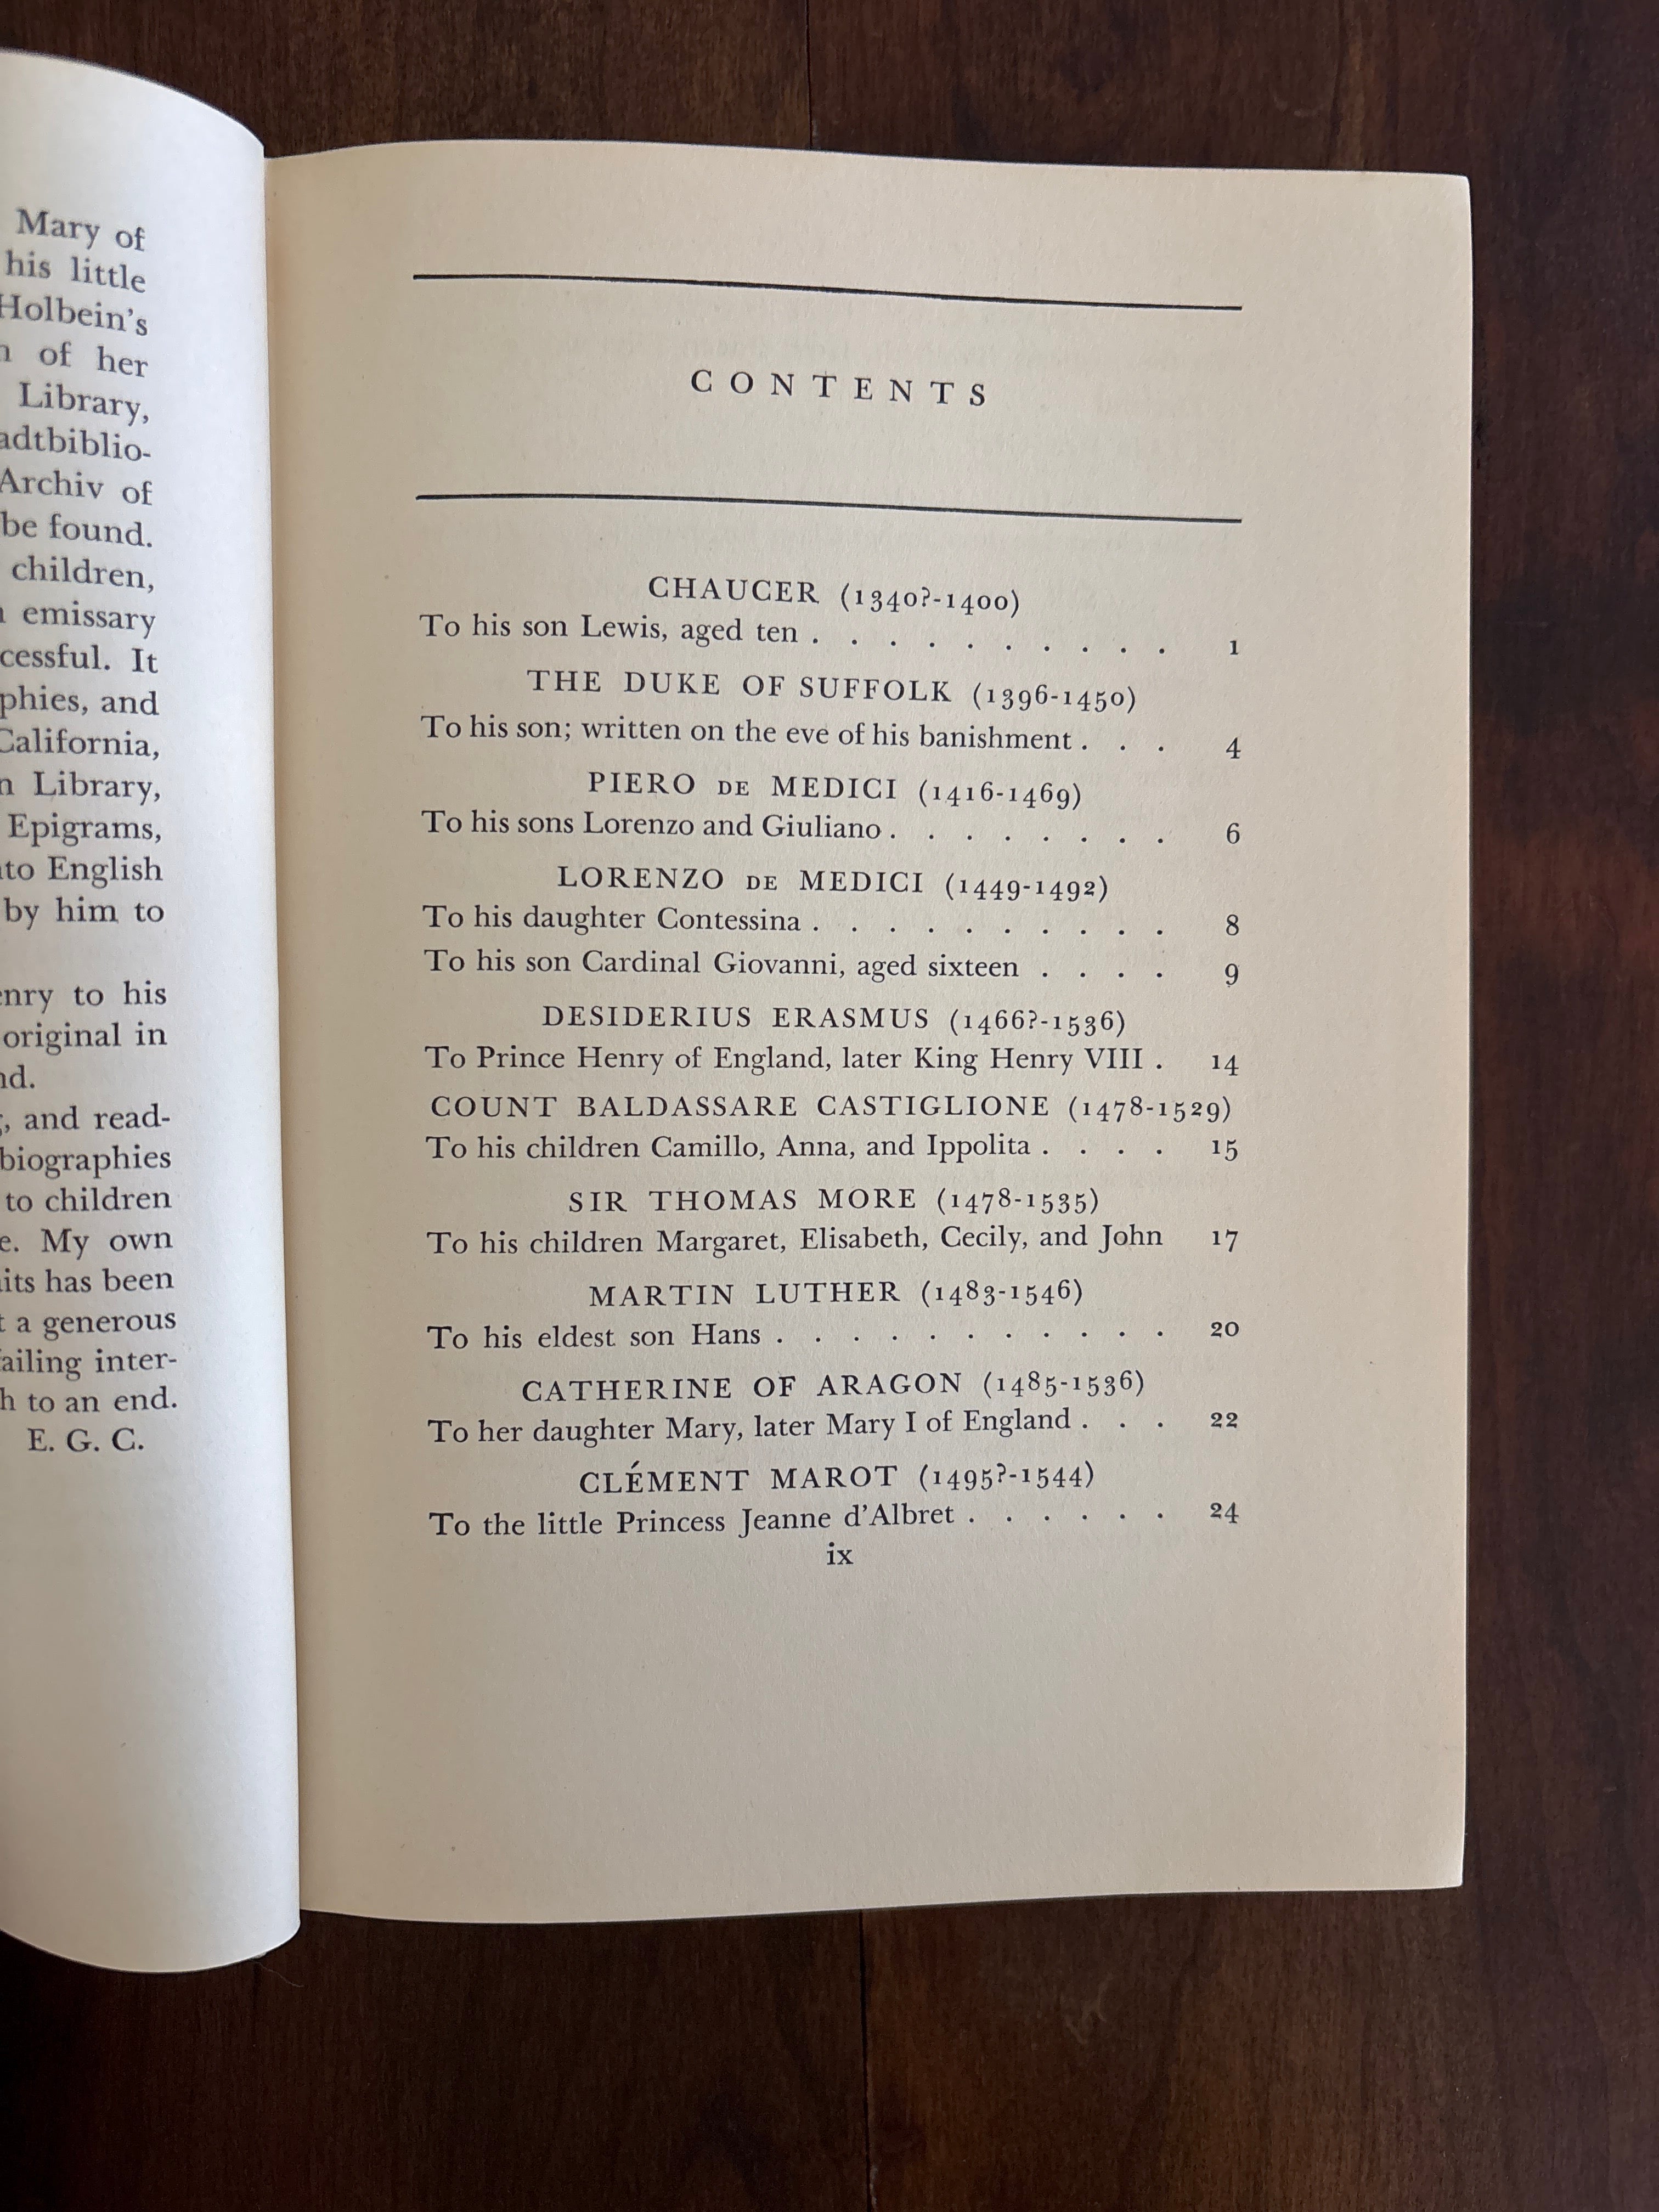 Mary of
his little
Holbein's
of her
Library,
Archiv of
be found.
children,
emissary
It
and
California,
Library,
Epigrams,
English
by him to
to his
original in
and read-
biographies
to children
My own
has been
a generous
inter-
to an end.
E. G. C.
CONTENTS
CHAUCER (1340?-1400)
To his son Lewis, aged ten . . . . . . . . . . 1
THE DUKE OF SUFFOLK (1396-1450)
To his son; written on the eve of his banishment . . . 4
PIERO DE MEDICI (1416-1469)
To his sons Lorenzo and Giuliano . . . . . . . . 6
LORENZO DE MEDICI (1449-1492)
To his daughter Contessina . . . . . . . . . . 8
To his son Cardinal Giovanni, aged sixteen . . . . 9
DESIDERIUS ERASMUS (1466?-1536)
To Prince Henry of England, later King Henry VIII . 14
COUNT BALDASSARE CASTIGLIONE (1478-1529)
To his children Camillo, Anna, and Ippolita . . . . 15
SIR THOMAS MORE (1478-1535)
To his children Margaret, Elisabeth, Cecily, and John 17
MARTIN LUTHER (1483-1546)
To his eldest son Hans . . . . . . . . . . . 20
CATHERINE OF ARAGON (1485-1536)
To her daughter Mary, later Mary I of England . . . 22
CLÉMENT MAROT (1495?-1544)
To the little Princess Jeanne d'Albret . . . . . . 24
ix